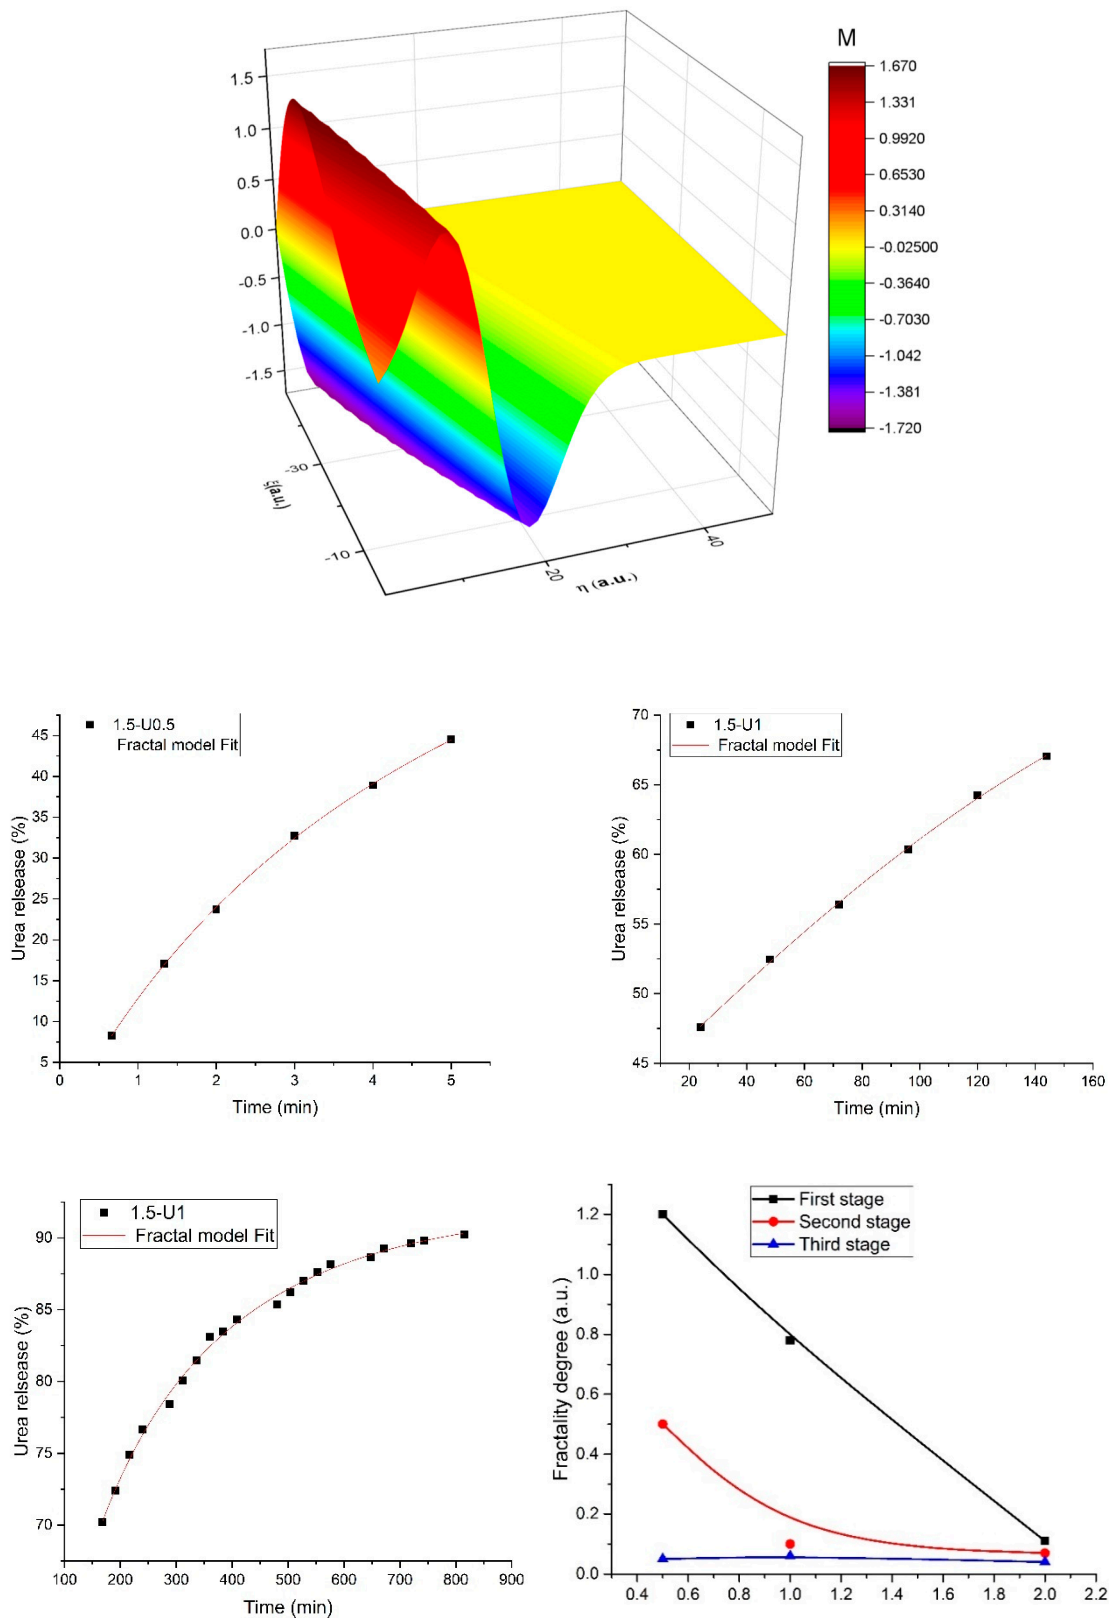 M
1.5
1.0
0.5
0.0
-0.5
-1.0
-1.5
1.670
1.331
0.9920
0.6530
0.3140
-0.02500
-0.3640
-0.7030
-1.042
-1.381
-1.720
-30
-10
ξ(a.u.)
20
40
η (a.u.)
1.5-U0.5
Fractal model Fit
45
40
35
30
25
20
15
10
5
Urea relsease (%)
0 1 2 3 4 5
Time (min)
1.5-U1
Fractal model Fit
70
65
60
55
50
45
Urea relsease (%)
20 40 60 80 100 120 140 160
Time (min)
1.5-U1
Fractal model Fit
90
85
80
75
70
Urea relsease (%)
100 200 300 400 500 600 700 800 900
Time (min)
First stage
Second stage
Third stage
1.2
1.0
0.8
0.6
0.4
0.2
0.0
Fractality degree (a.u.)
0.4 0.6 0.8 1.0 1.2 1.4 1.6 1.8 2.0 2.2